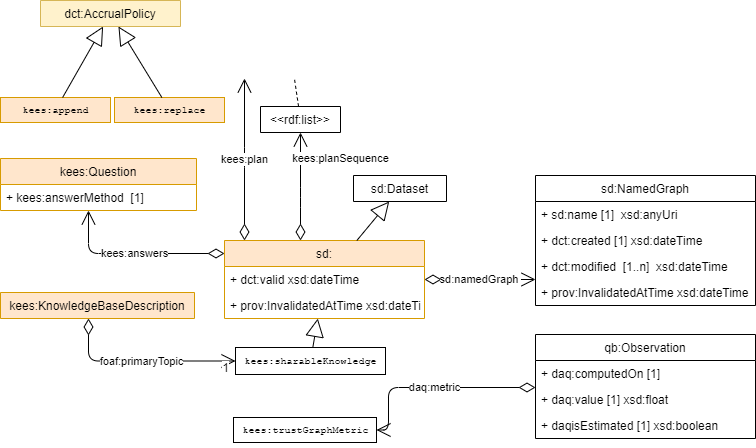 dct:AccrualPolicy
kees:append
kees:replace
<<rdf:list>>
kees:plan
kees:planSequence
kees:Question
+ kees:answerMethod [1]
sd:Dataset
sd:NamedGraph
+ sd:name [1] xsd:anyUri
+ dct:created [1] xsd:dateTime
+ dct:modified [1..n] xsd:dateTime
+ prov:InvalidatedAtTime xsd:dateTime
kees:answers
sd:
+ dct:valid xsd:dateTime
+ prov:InvalidatedAtTime xsd:dateTi
sd:namedGraph
kees:KnowledgeBaseDescription
foaf:primaryTopic
1
kees:sharableKnowledge
qb:Observation
+ daq:computedOn [1]
+ daq:value [1] xsd:float
+ daqisEstimated [1] xsd:boolean
daq:metric
kees:trustGraphMetric